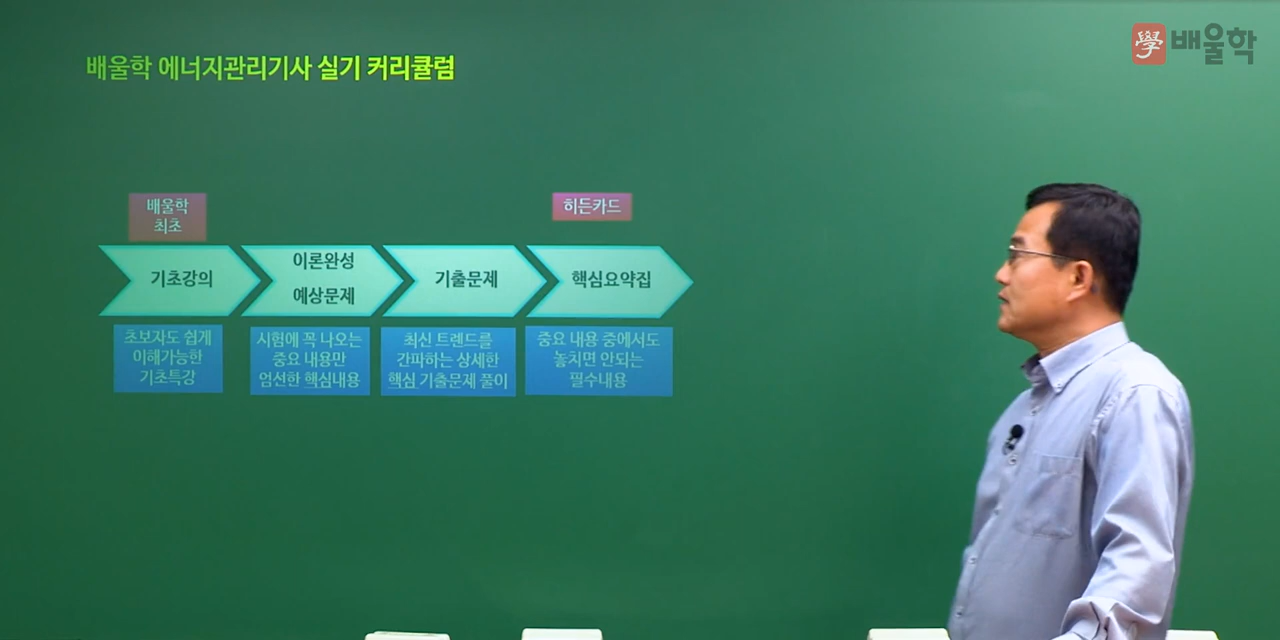 學 배울학
배울학 에너지관리기사 실기 커리큘럼
배울학
최초
히든카드
기초강의
이론완성
예상문제
기출문제
핵심요약집
초보자도 쉽게
이해가능한
기초특강
시험에 꼭 나오는
중요 내용만
엄선한 핵심내용
최신 트렌드를
간파하는 상세한
핵심 기출문제 풀이
중요 내용 중에서도
놓치면 안되는
필수내용